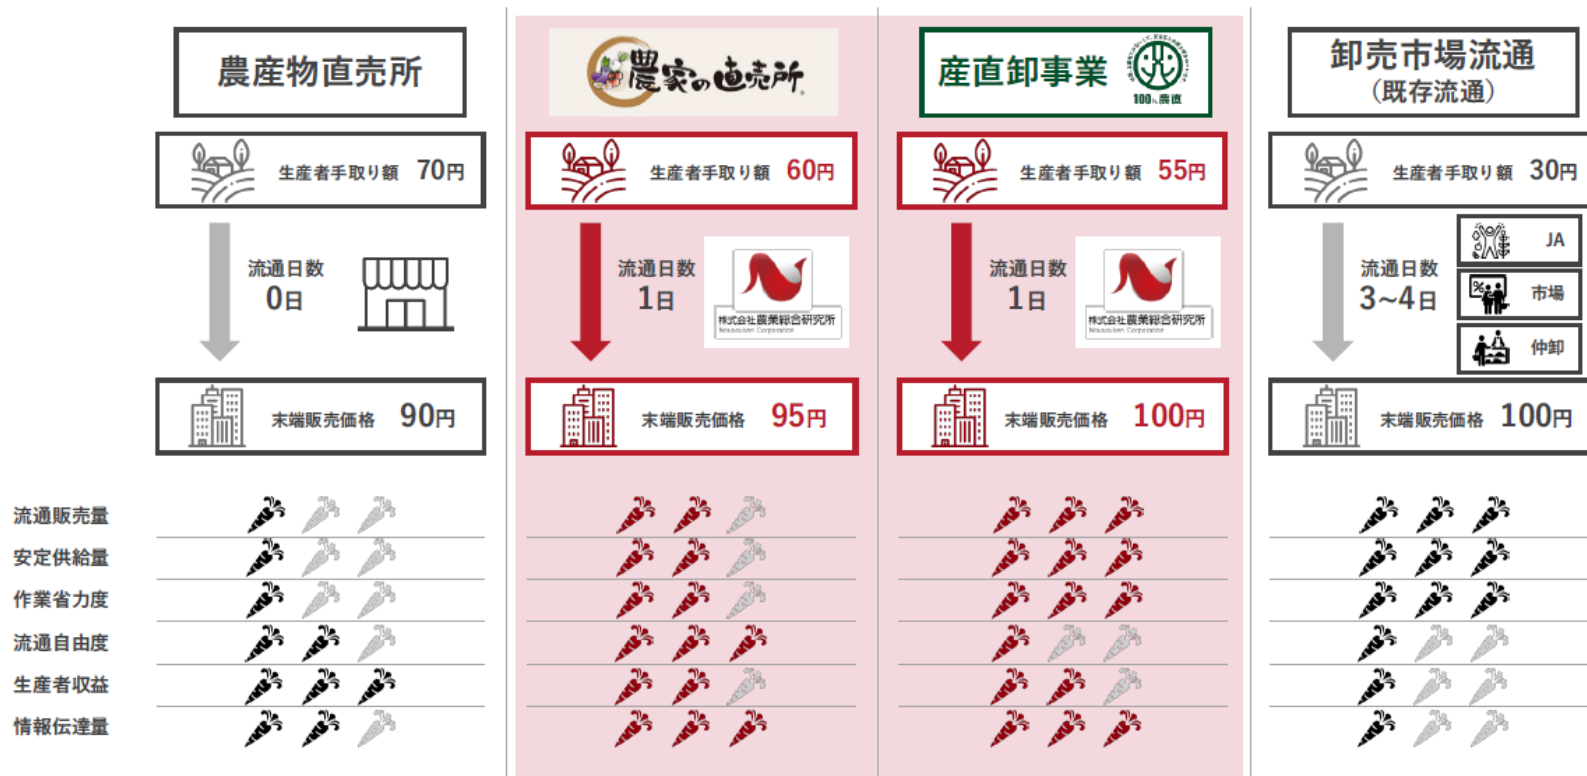 農産物直売所
農家の直売所
産直卸事業
100%農直
卸売市場流通
(既存流通)
生産者手取り額 70円
生産者手取り額 60円
生産者手取り額 55円
生産者手取り額 30円
流通日数
0日
流通日数
1日
株式会社農業総合研究所
Nousouken Corporation
流通日数
1日
株式会社農業総合研究所
Nousouken Corporation
流通日数
3~4日
JA
市場
仲卸
末端販売価格 90円
末端販売価格 95円
末端販売価格 100円
末端販売価格 100円
流通販売量
安定供給量
作業省力度
流通自由度
生産者収益
情報伝達量